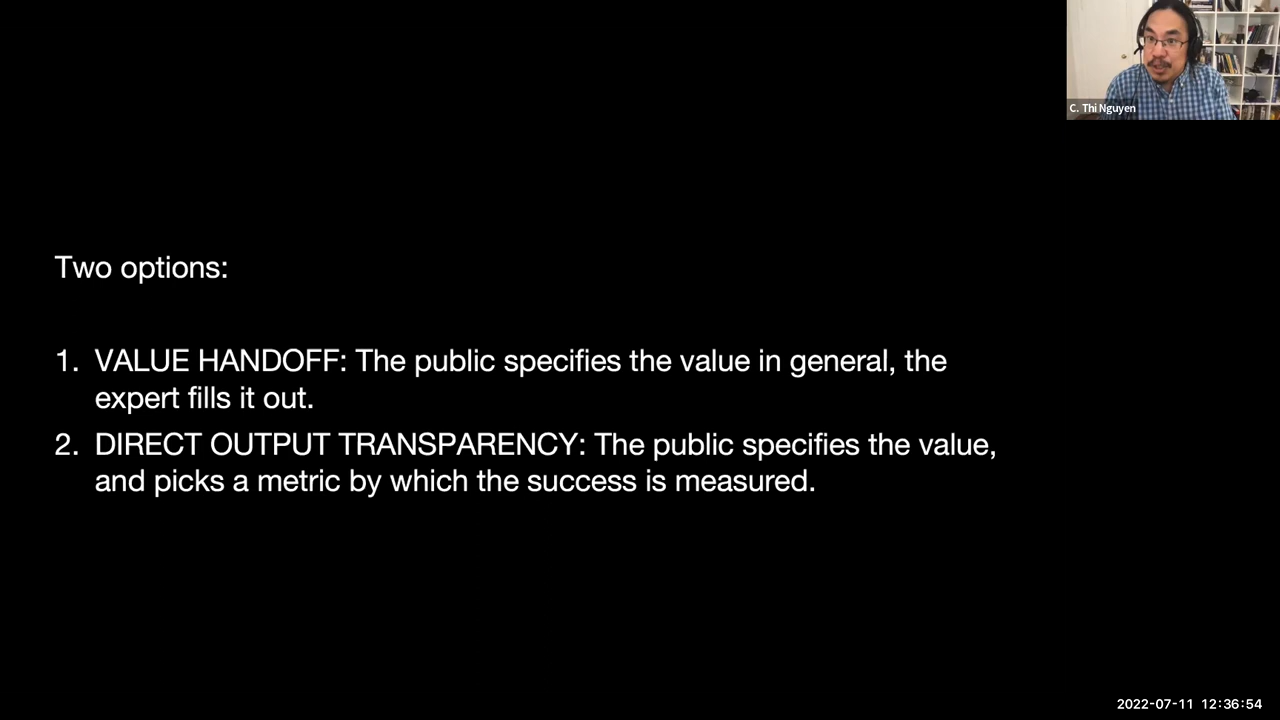 C. Thi Nguyen
Two options:
1. VALUE HANDOFF: The public specifies the value in general, the
expert fills it out.
2. DIRECT OUTPUT TRANSPARENCY: The public specifies the value,
and picks a metric by which the success is measured.
2022-07-11 12:36:54